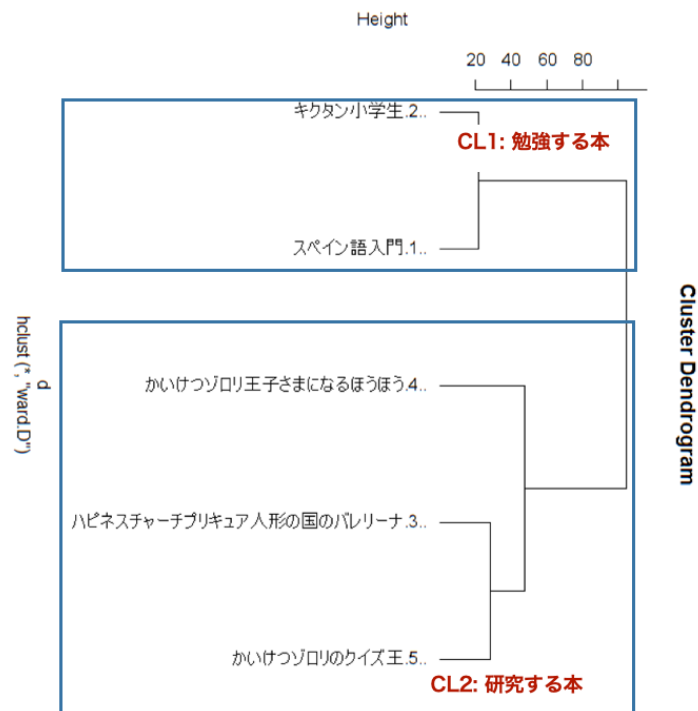 Height
20 40 60 80
キクタン小学生.2..
CL1: 勉強する本
スペイン語入門.1..
Cluster Dendrogram
d
hclust (*, "ward.D")
かいけつゾロリ王子さまになるほうほう.4..
ハピネスチャーチプリキュア人形の国のバレリーナ.3..
かいけつゾロリのクイズ王.5..
CL2: 研究する本